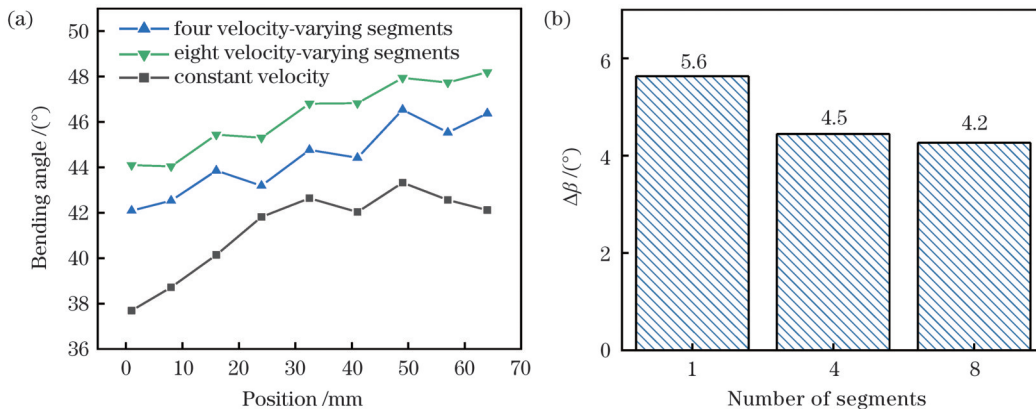 (a)
50
48
46
44
42
40
38
36
Bending angle /(°)
four velocity-varying segments
eight velocity-varying segments
constant velocity
0 10 20 30 40 50 60 70
Position /mm
(b)
6
4
2
0
Δβ /(°)
5.6
4.5
4.2
1 4 8
Number of segments